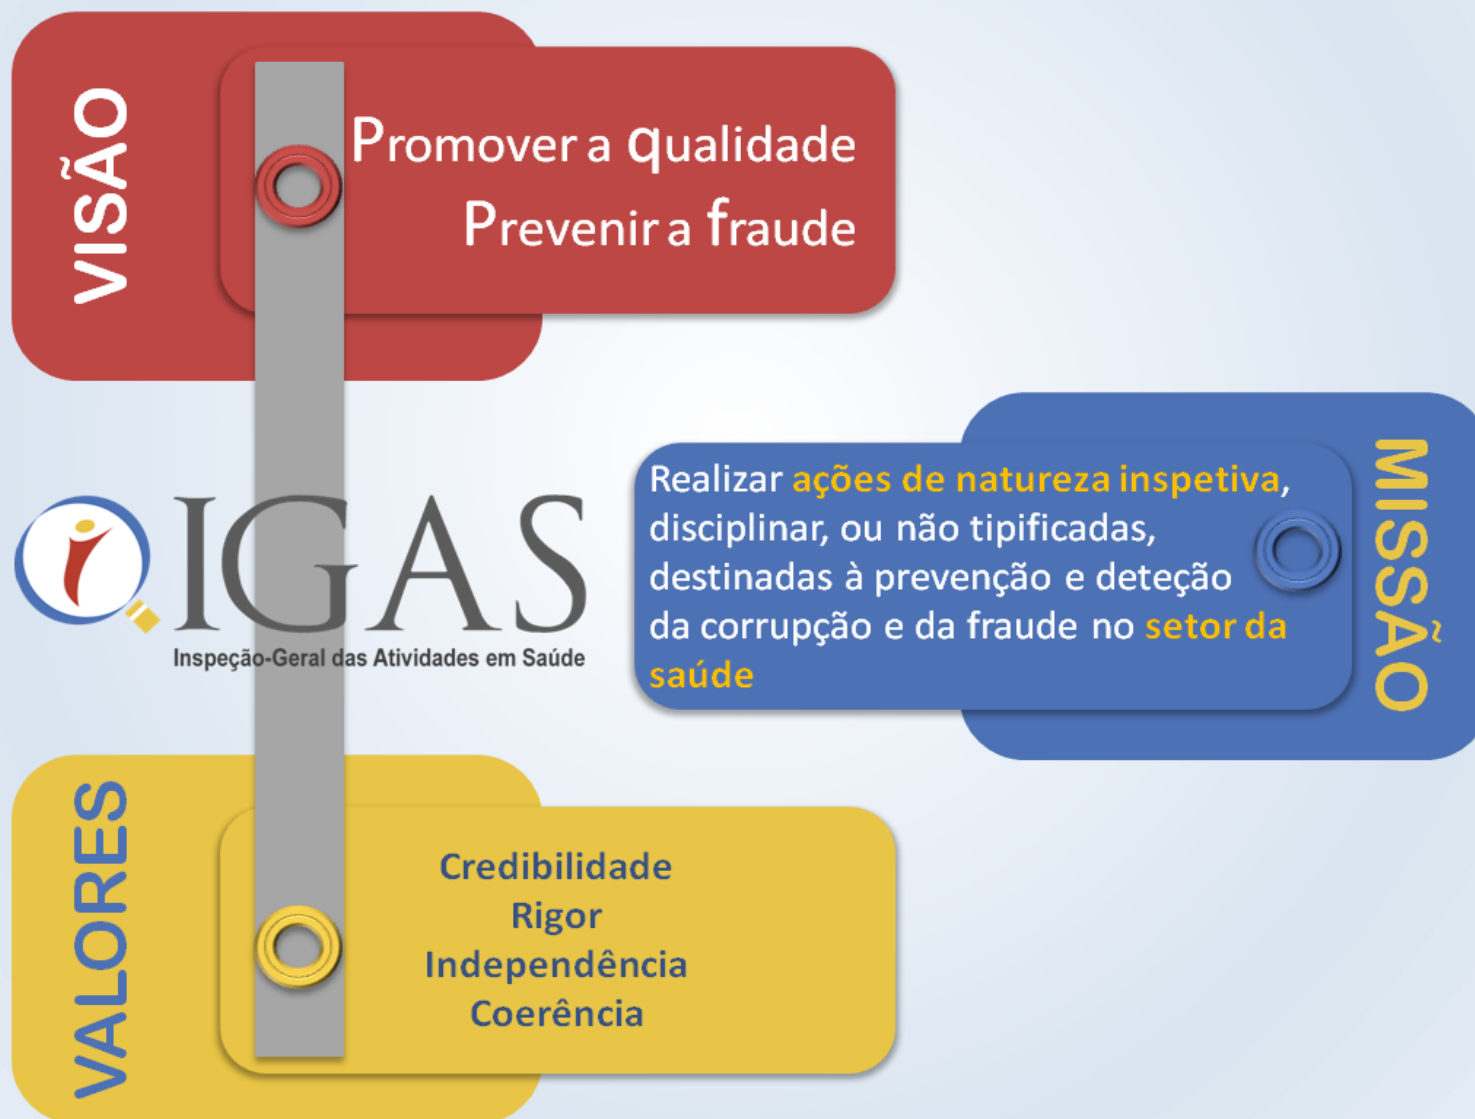 VISÃO
Promover a qualidade
Prevenir a fraude
IGAS
Inspeção-Geral das Atividades em Saúde
MISSÃO
Realizar ações de natureza inspetiva,
disciplinar, ou não tipificadas,
destinadas à prevenção e deteção
da corrupção e da fraude no setor da
saúde
VALORES
Credibilidade
Rigor
Independência
Coerência